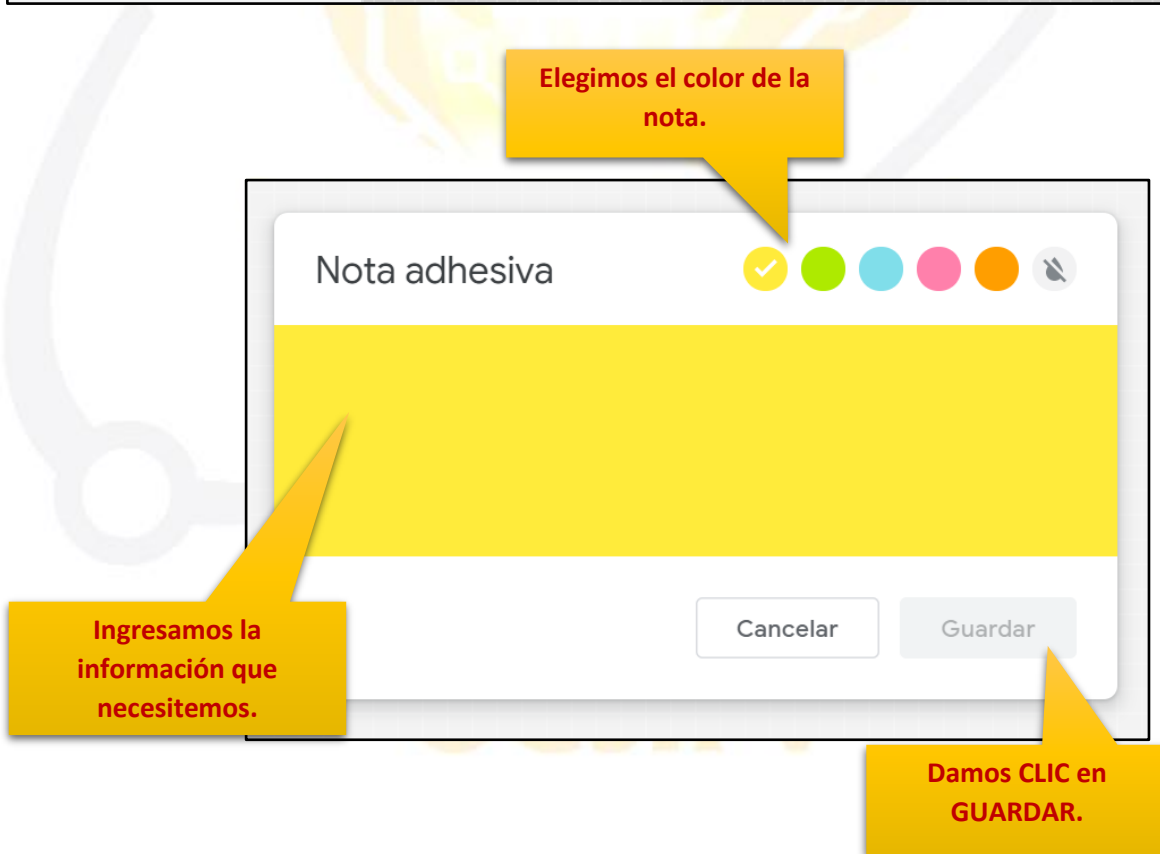 Elegimos el color de la
nota.
Nota adhesiva
Ingresamos la
información que
necesitemos.
Cancelar
Guardar
Damos CLIC en
GUARDAR.